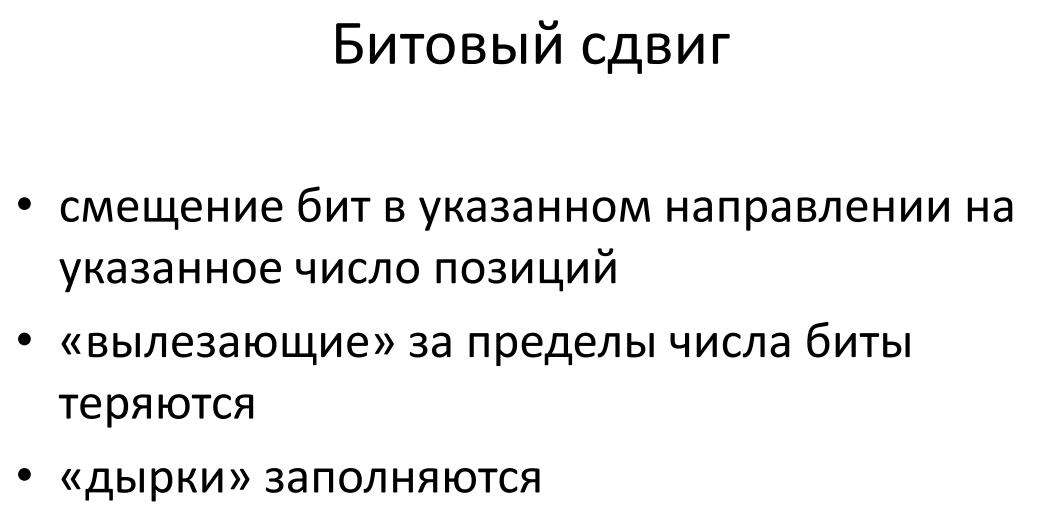 Битовый сдвиг
• смещение бит в указанном направлении на
указанное число позиций
• «вылезающие» за пределы числа биты
теряются
• «дырки» заполняются